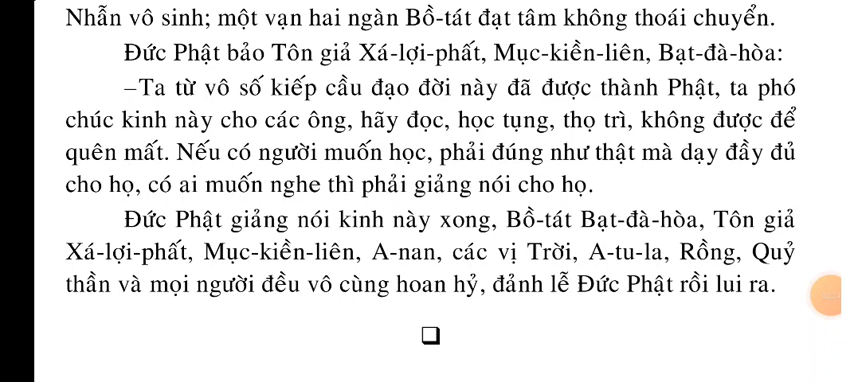 Nhẫn vô sinh; một vạn hai ngàn Bồ-tát đạt tâm không thoái chuyển.
Đức Phật bảo Tôn giả Xá-lợi-phất, Mục-kiền-liên, Bạt-đà-hòa:
–Ta từ vô số kiếp cầu đạo đời này đã được thành Phật, ta phó
chúc kinh này cho các ông, hãy đọc, học tụng, thọ trì, không được để
quên mất. Nếu có người muốn học, phải đúng như thật mà dạy đầy đủ
cho họ, có ai muốn nghe thì phải giảng nói cho họ.
Đức Phật giảng nói kinh này xong, Bồ-tát Bạt-đà-hòa, Tôn giả
Xá-lợi-phất, Mục-kiền-liên, A-nan, các vị Trời, A-tu-la, Rồng, Quỷ
thần và mọi người đều vô cùng hoan hỷ, đảnh lễ Đức Phật rồi lui ra.